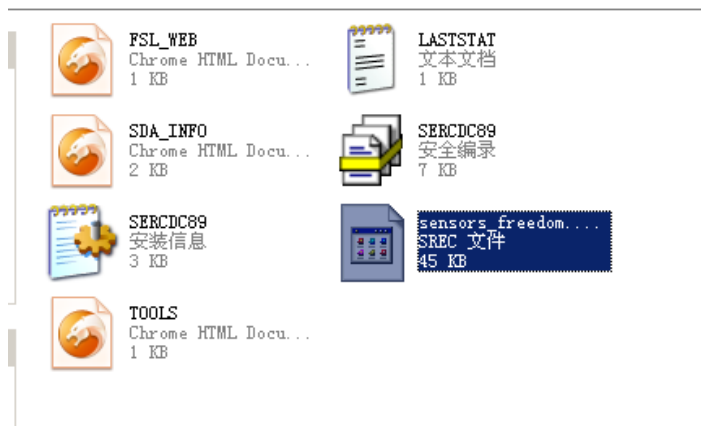 FSL_WEB
Chrome HTML Docu...
1 KB
LASTSTAT
文本文档
1 KB
SDA_INFO
Chrome HTML Docu...
2 KB
SERCDC89
安全编录
7 KB
SERCDC89
安装信息
3 KB
sensors_freedom....
SREC 文件
45 KB
TOOLS
Chrome HTML Docu...
1 KB